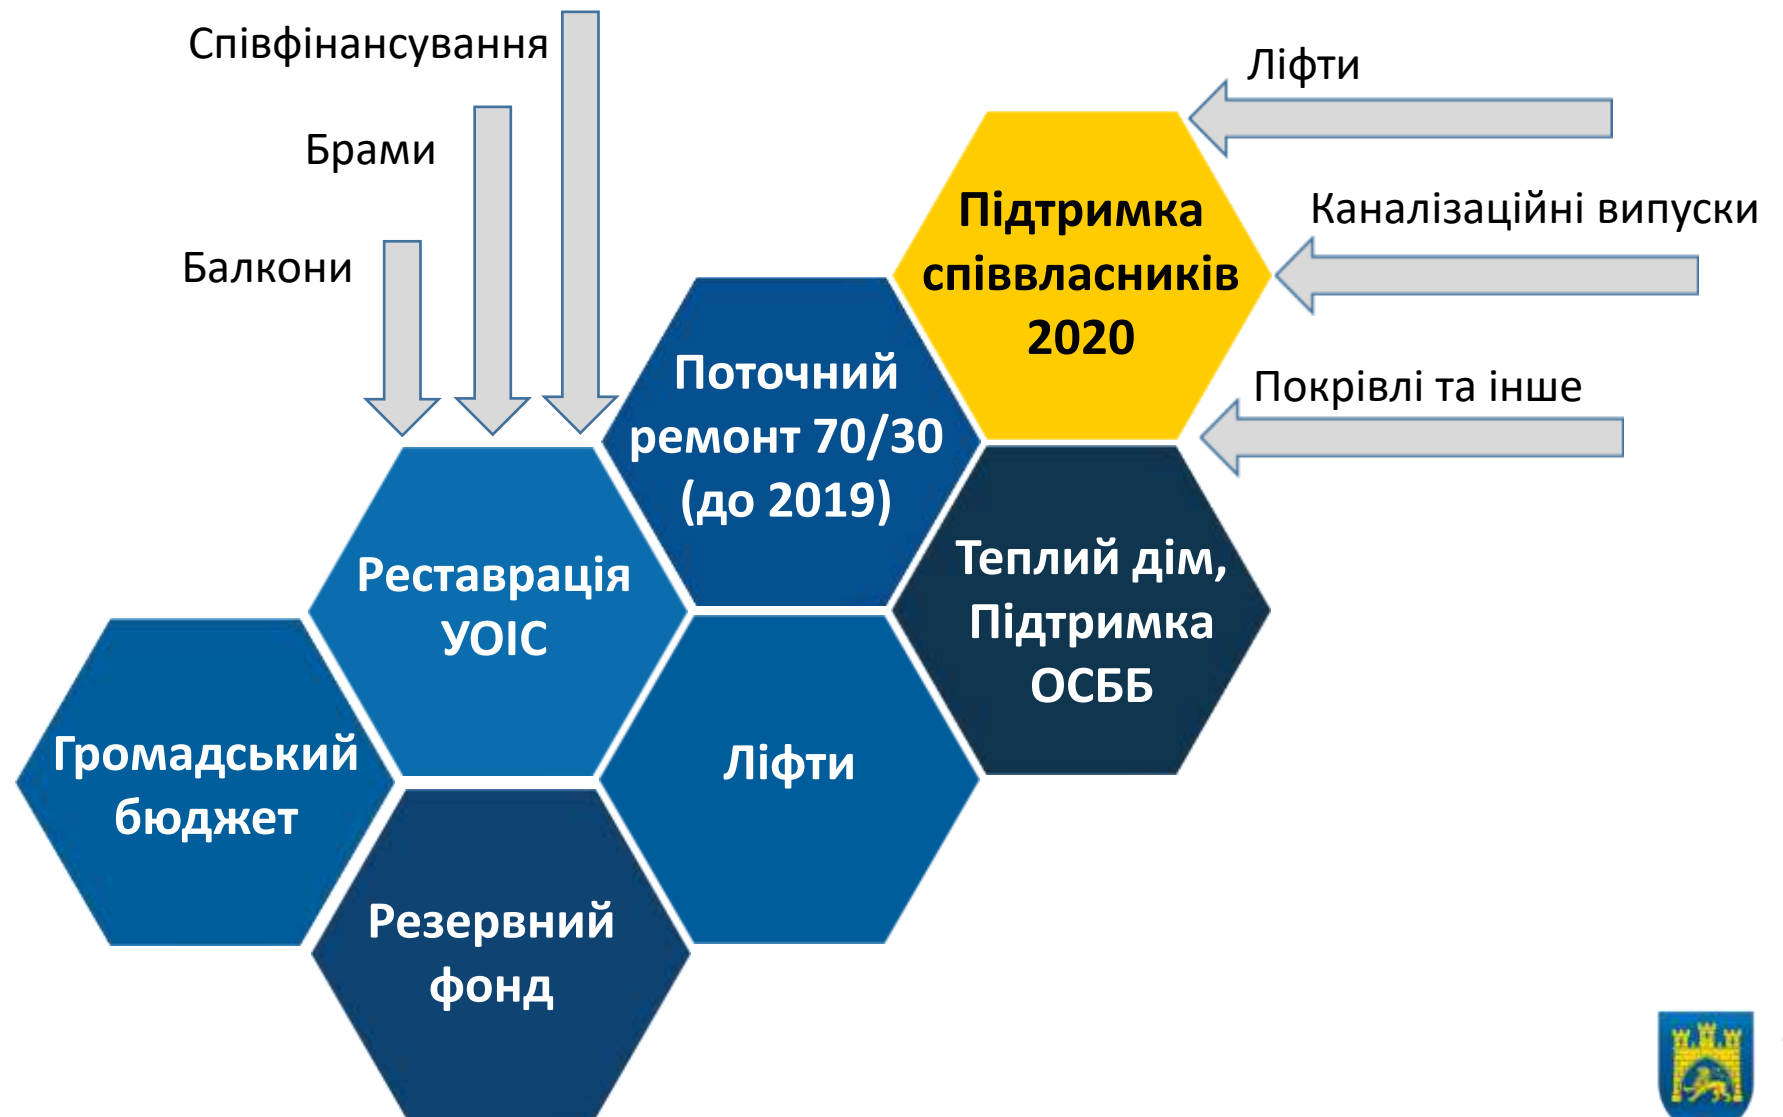 Співфінансування
Брами
Балкони
Ліфти
Каналізаційні випуски
Покрівлі та інше
Підтримка
співвласників
2020
Поточний
ремонт 70/30
(до 2019)
Теплий дім,
Підтримка
ОСББ
Реставрація
УОІС
Ліфти
Громадський
бюджет
Резервний
фонд